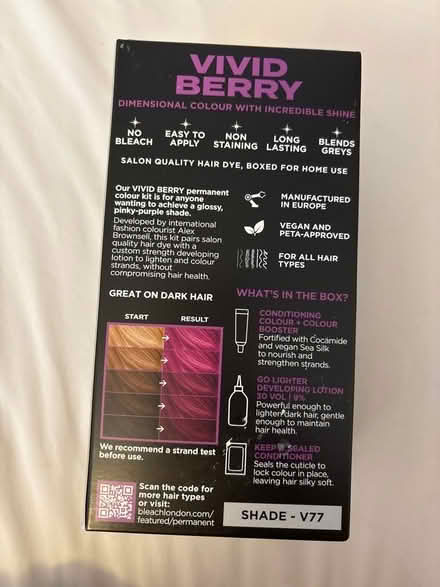 VIVID
BERRY
DIMENSIONAL COLOUR WITH INCREDIBLE SHINE
NO
BLEACH
EASY TO
APPLY
NON
STAINING
LONG
LASTING
BLENDS
GREYS
SALON QUALITY HAIR DYE, BOXED FOR HOME USE
Our VIVID BERRY permanent
colour kit is for anyone
wanting to achieve a glossy,
pinky-purple shade.
Developed by international
fashion colourist Alex
Brownsell, this kit pairs salon
quality hair dye with a
custom strength developing
lotion to lighten and colour
strands, without
compromising hair health.
MANUFACTURED
IN EUROPE
VEGAN AND
PETA-APPROVED
FOR ALL HAIR
TYPES
GREAT ON DARK HAIR
START
RESULT
We recommend a strand test
before use.
WHAT'S IN THE BOX?
CONDITIONING
COLOUR + COLOUR
BOOSTER
Fortified with Cocamide
and vegan Sea Silk
to nourish and
strengthen strands.
GO LIGHTER
DEVELOPING LOTION
30 VOL | 9%
Powerful enough to
lighten dark hair, gentle
enough to maintain
hair health.
KEEP SEALED
CONDITIONER
Seals the cuticle to
lock colour in place,
leaving hair silky soft.
Scan the code for
more hair types
or visit:
bleachlondon.com/
featured/permanent
SHADE - V77